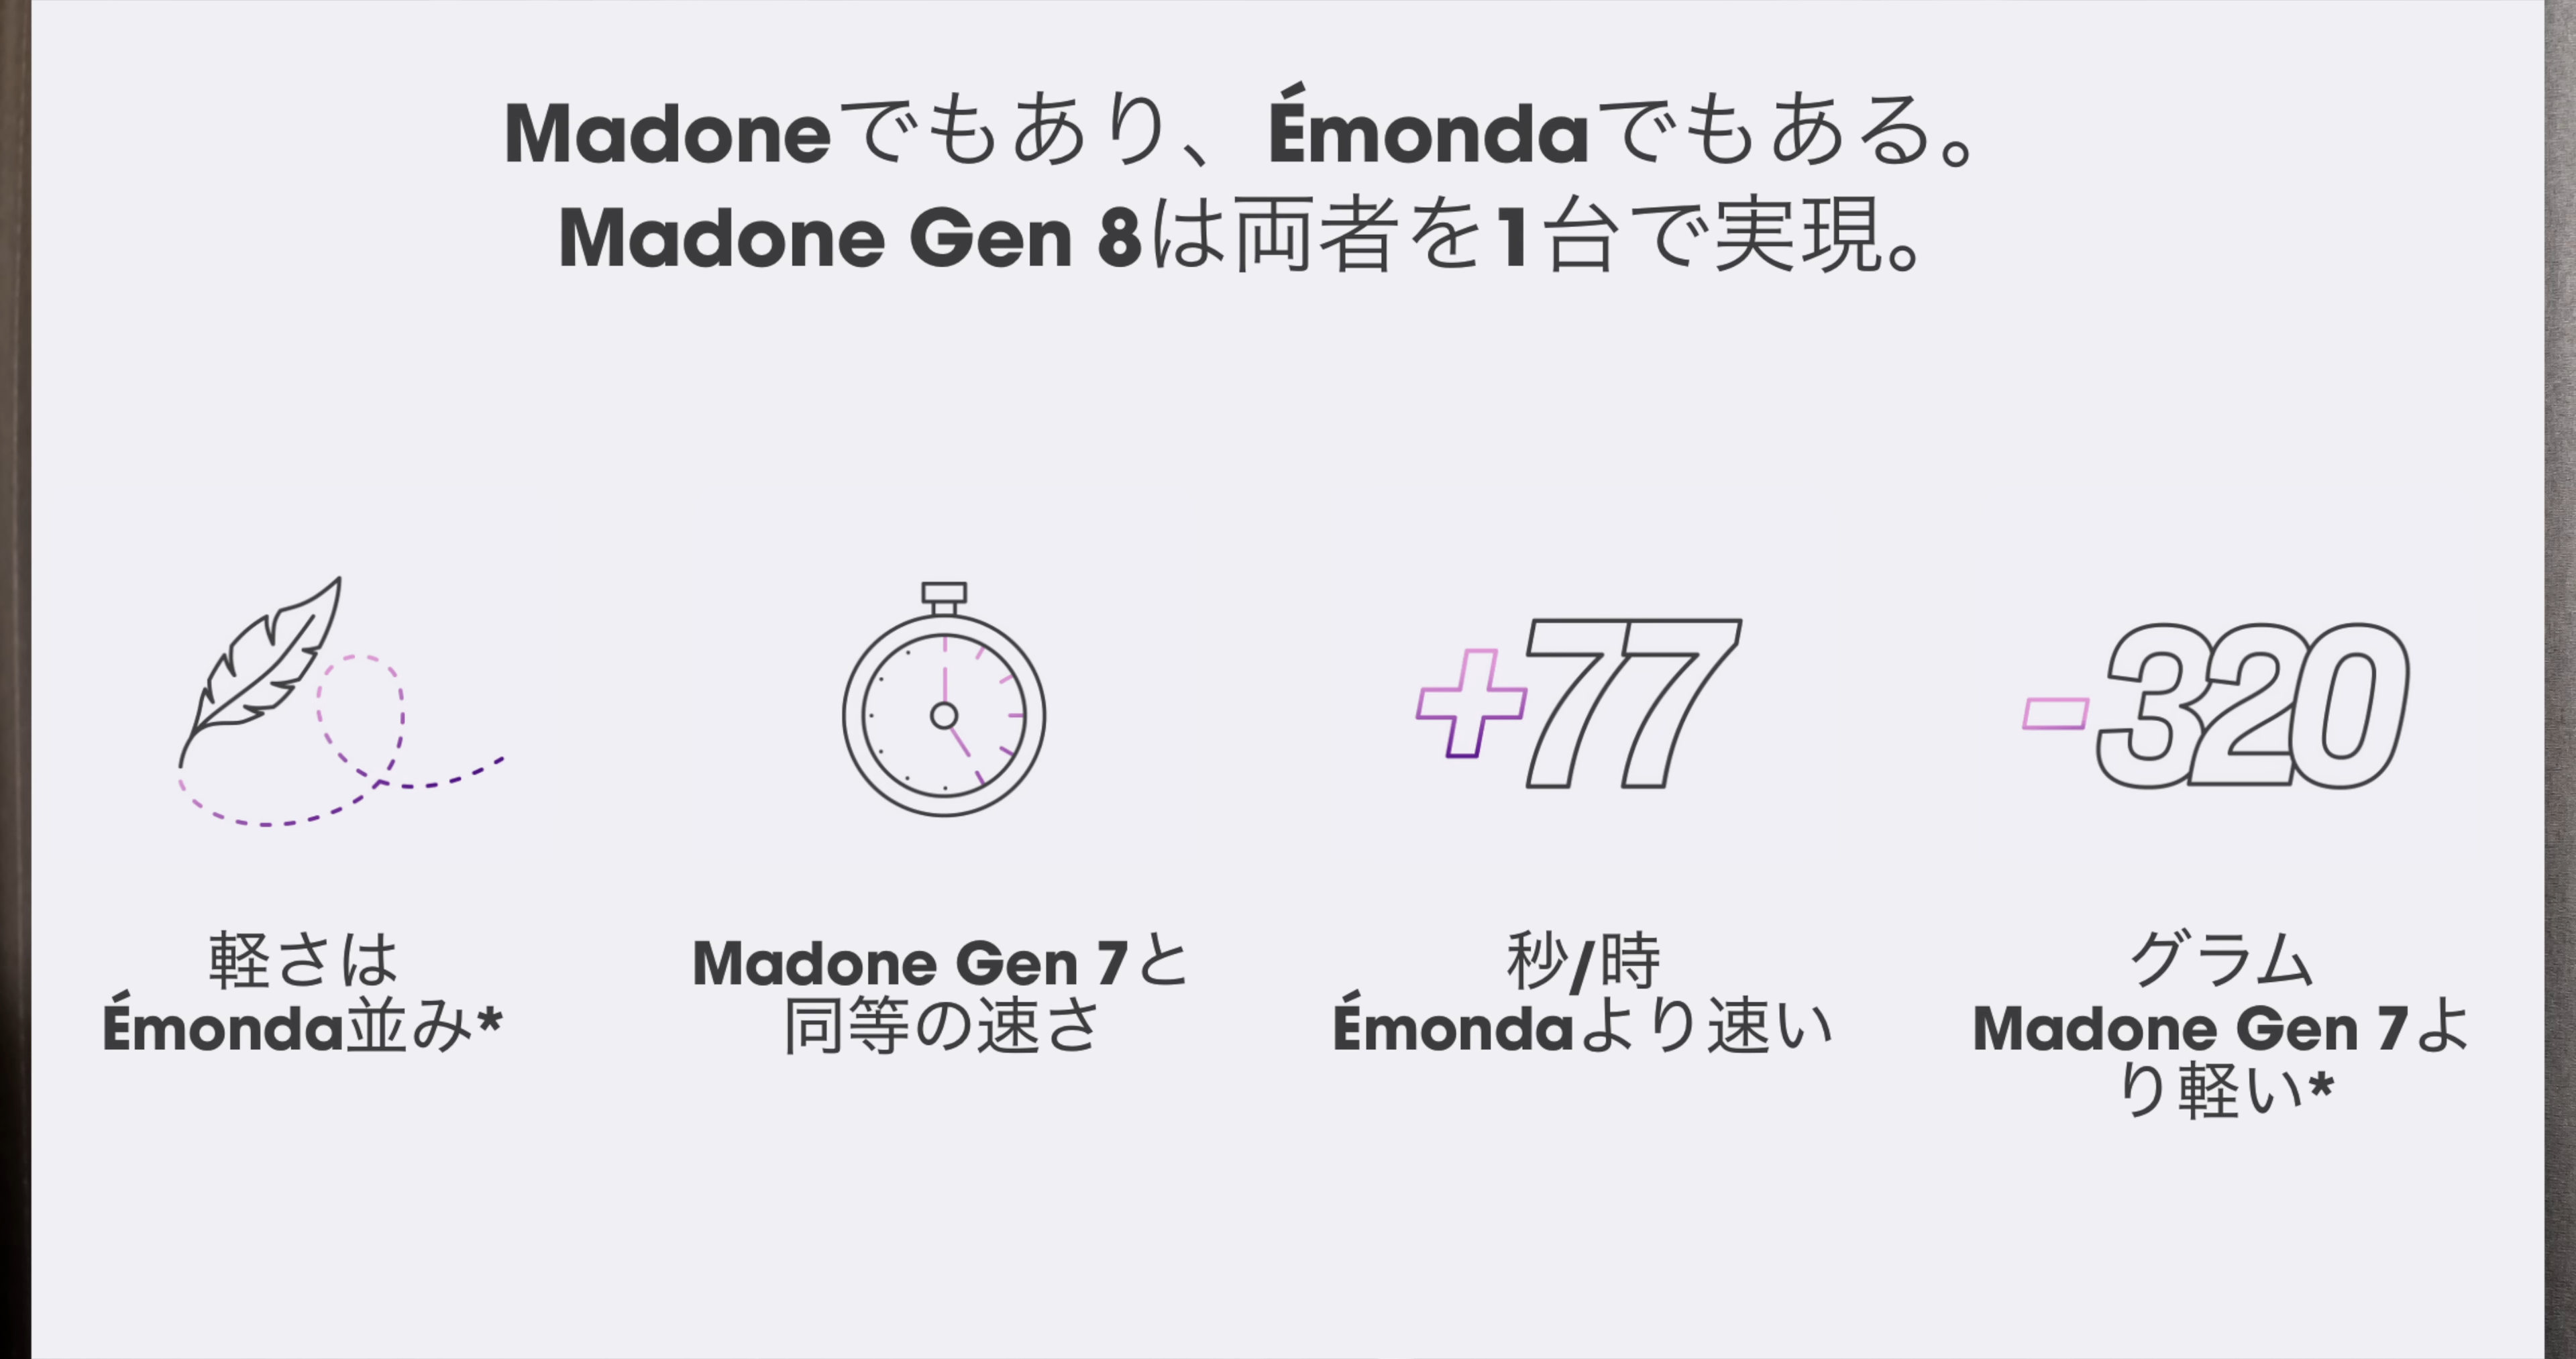 Madoneでもあり、Émondaでもある。
Madone Gen 8は両者を1台で実現。
軽さは
Émonda並み*
Madone Gen 7と
同等の速さ
+77
秒/時
Émondaより速い
-320
グラム
Madone Gen 7よ
り軽い*